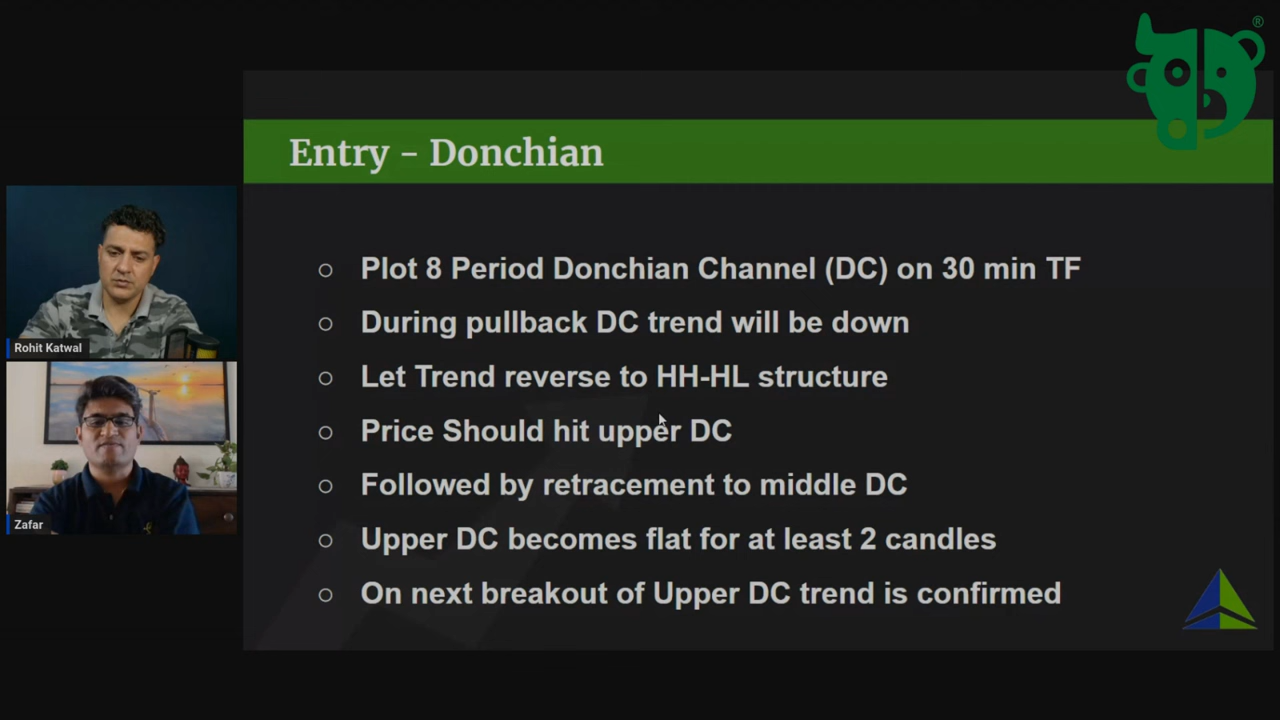 ®
Entry - Donchian
Plot 8 Period Donchian Channel (DC) on 30 min TF
During pullback DC trend will be down
Let Trend reverse to HH-HL structure
Price Should hit upper DC
Followed by retracement to middle DC
Upper DC becomes flat for at least 2 candles
On next breakout of Upper DC trend is confirmed
Rohit Katwal
Zafar